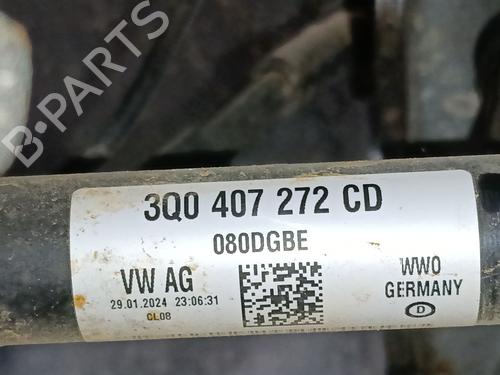 B-PARTS
3Q0 407 272 CD
080DGBE
VW AG
WWO
29.01.2024 23:06:31
GERMANY
CL08
D